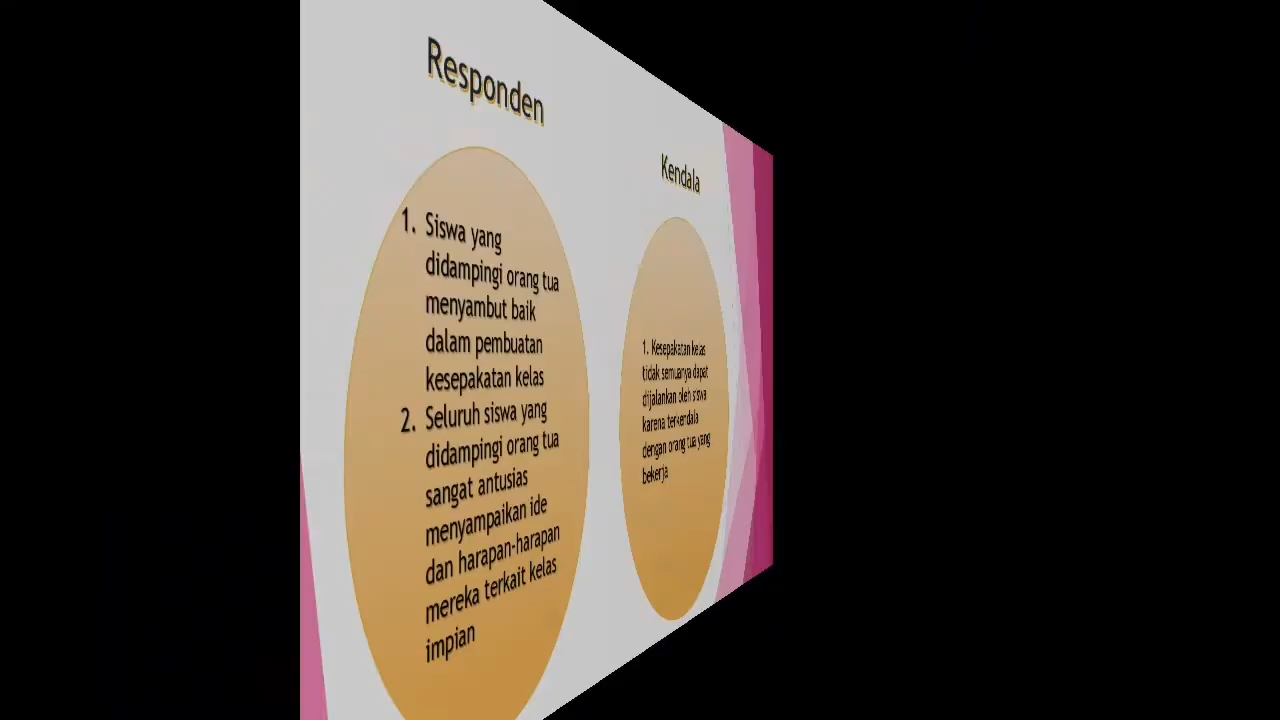 Responden
1. Siswa yang
didampingi orang tua
menyambut baik
dalam pembuatan
kesepakatan kelas
2. Seluruh siswa yang
didampingi orang tua
sangat antusias
menyampaikan ide
dan harapan-harapan
mereka terkait kelas
impian
Kendala
1. Kesepakatan kelas
tidak semuanya dapat
dijalankan oleh siswa
karena terkendala
dengan orang tua yang
bekerja